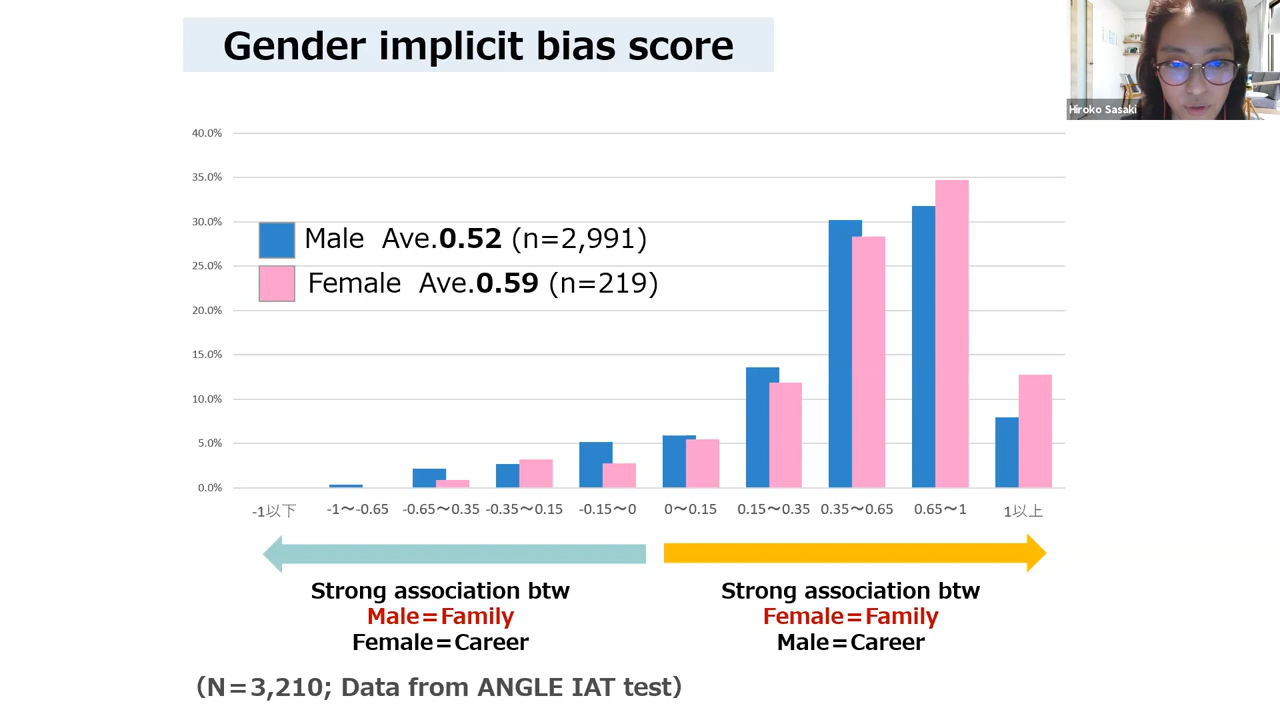 Gender implicit bias score
Hiroko Sasaki
40.0%
35.0%
30.0%
25.0%
20.0%
15.0%
10.0%
5.0%
0.0%
Male Ave.0.52 (n=2,991)
Female Ave.0.59 (n=219)
-1以下 -1～-0.65 -0.65～0.35 -0.35～0.15 -0.15～0 0～0.15 0.15～0.35 0.35～0.65 0.65～1 1以上
Strong association btw
Male=Family
Female=Career
Strong association btw
Female=Family
Male=Career
(N=3,210; Data from ANGLE IAT test)